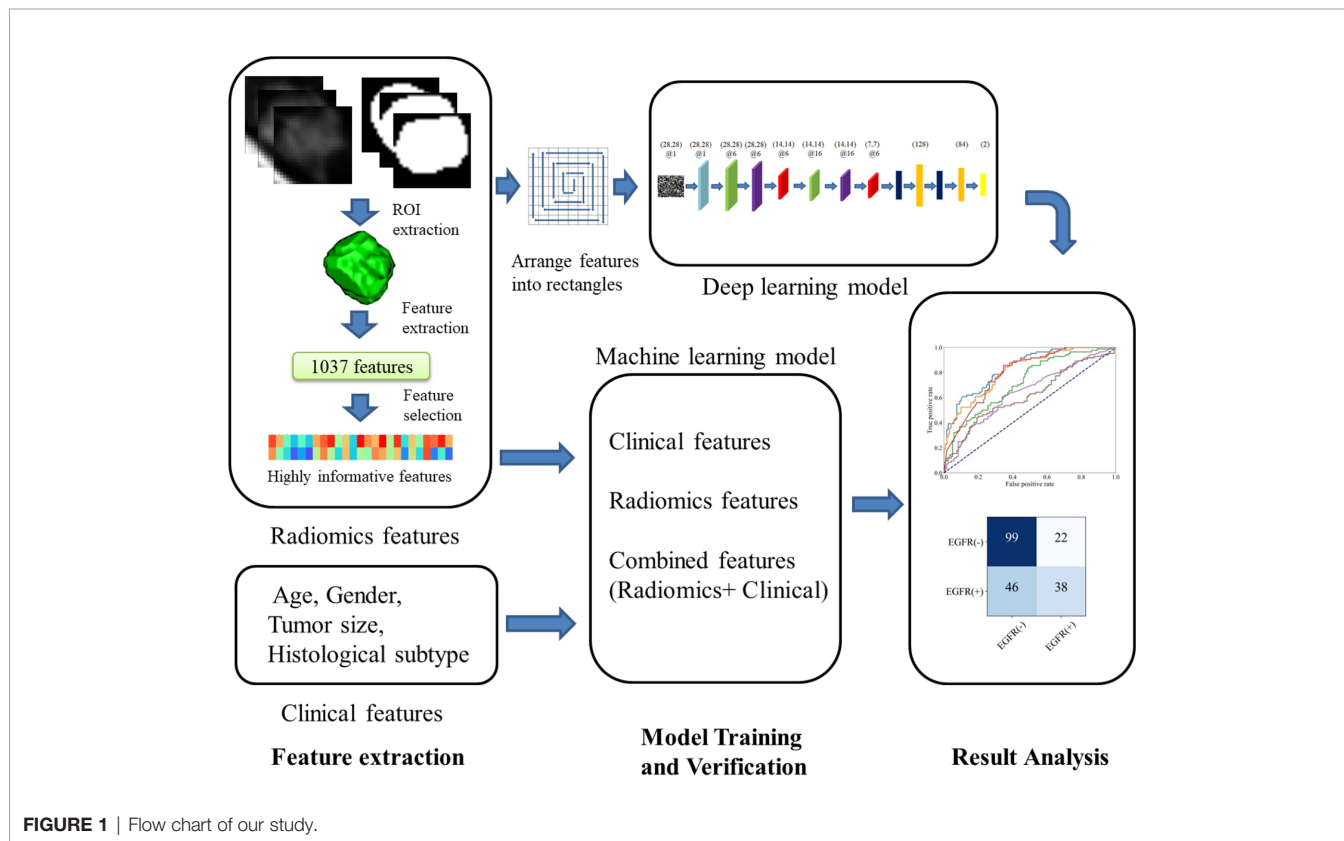 ROI
extraction
Feature
extraction
1037 features
Feature
selection
Highly informative features
Radiomics features
Age, Gender,
Tumor size,
Histological subtype
Clinical features
Feature extraction
Arrange features
into rectangles
(28,28) (28,28) (28,28) (28,28) (14,14) (14,14) (14,14) (7,7) (128) (84) (2)
@1 @1 @6 @6 @6 @16 @16 @6
Deep learning model
Machine learning model
Clinical features
Radiomics features
Combined features
(Radiomics+ Clinical)
Model Training
and Verification
1.0
0.8
0.6
0.4
0.2
0.0
True positive rate
0.0 0.2 0.4 0.6 0.8 1.0
False positive rate
EGFR(-) 99 22
EGFR(+) 46 38
EGFR(-) EGFR(+)
Result Analysis
FIGURE 1 | Flow chart of our study.